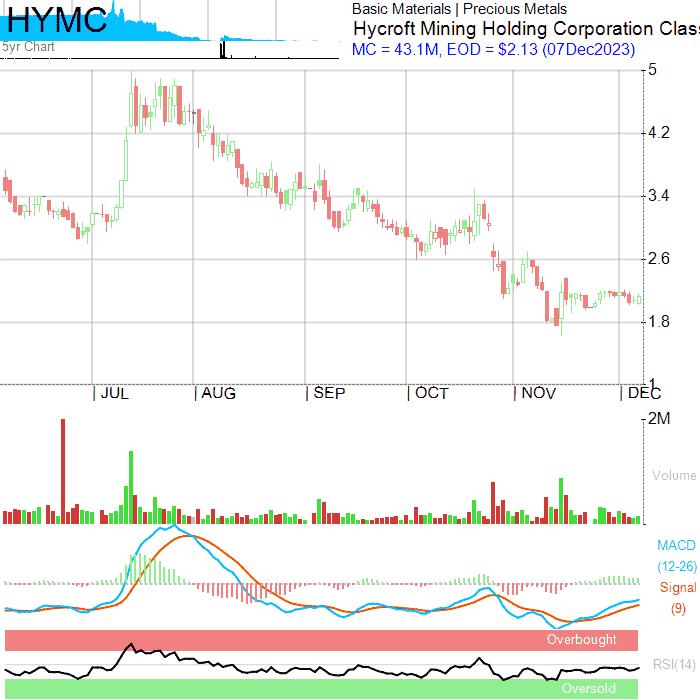 HYMC
5yr Chart
Basic Materials | Precious Metals
Hycroft Mining Holding Corporation Clas
MC = 43.1M, EOD = $2.13 (07Dec2023)
5
4.2
3.4
2.6
1.8
1
JUL AUG SEP OCT NOV DEC
2M
Volume
MACD
(12-26)
Signal
(9)
Overbought
RSI(14)
Oversold